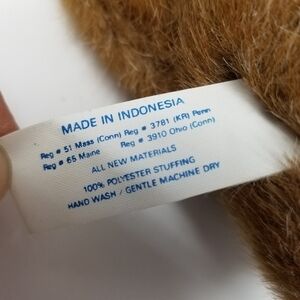 MADE IN INDONESIA
Reg # 51 Mass (Conn) Reg # 3781 (KR) Penn
Reg # 65 Maine Reg # 3910 Ohio (Conn)
ALL NEW MATERIALS
100% POLYESTER STUFFING
HAND WASH / GENTLE MACHINE DRY